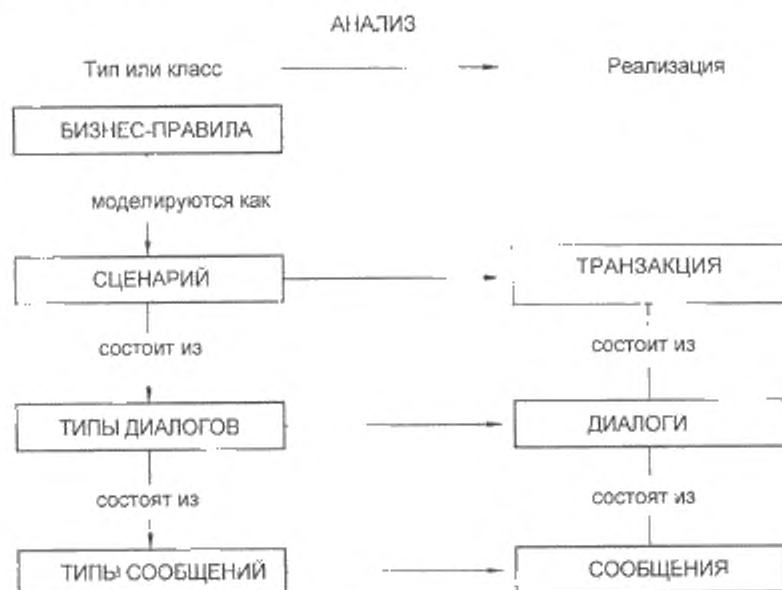 АНАЛИЗ
Тип или класс
Реализация
БИЗНЕС-ПРАВИЛА
моделируются как
СЦЕНАРИЙ
ТРАНЗАКЦИЯ
состоит из
состоит из
ТИПЫ ДИАЛОГОВ
ДИАЛОГИ
состоят из
состоят из
ТИПЫ СООБЩЕНИЙ
СООБЩЕНИЯ